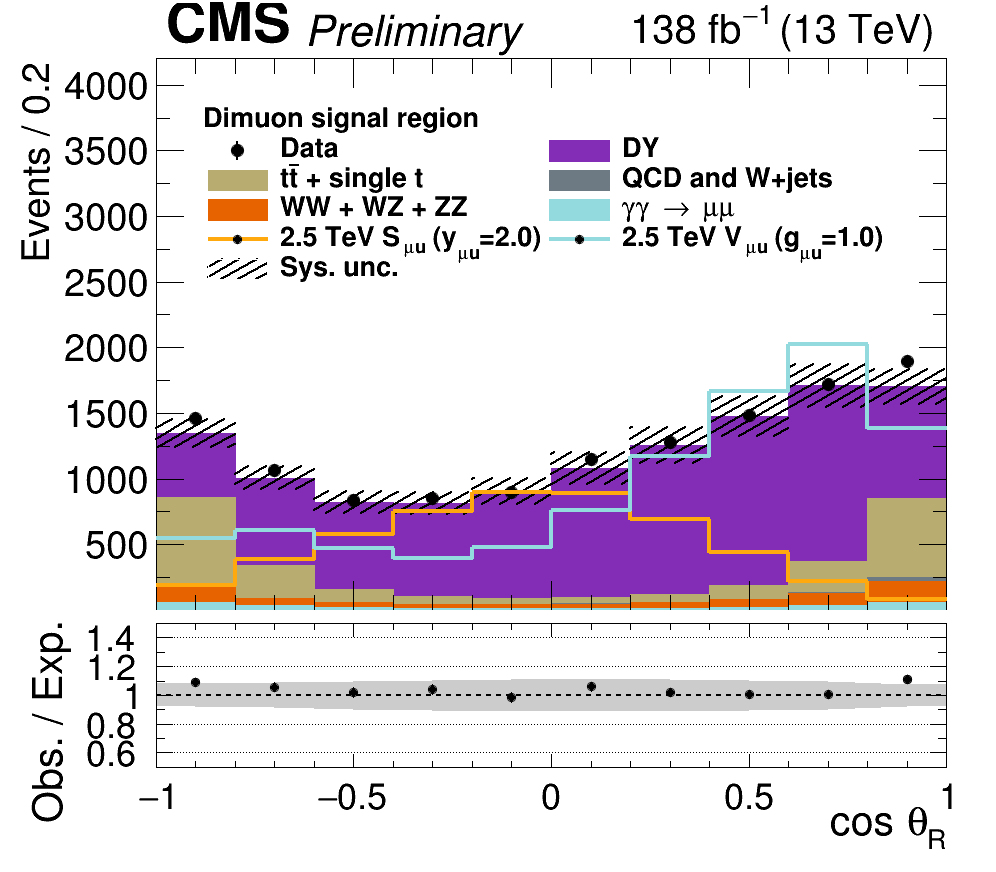 CMS Preliminary 138 fb⁻¹ (13 TeV)
Events / 0.2
4000
3500
3000
2500
2000
1500
1000
500
Dimuon signal region
Data DY
tt̄ + single t QCD and W+jets
WW + WZ + ZZ γγ → μμ
2.5 TeV S_μu (y_μu=2.0) 2.5 TeV V_μu (g_μu=1.0)
Sys. unc.
Obs. / Exp.
1.4
1.2
1
0.8
0.6
−1 −0.5 0 0.5 1
cos θ_R